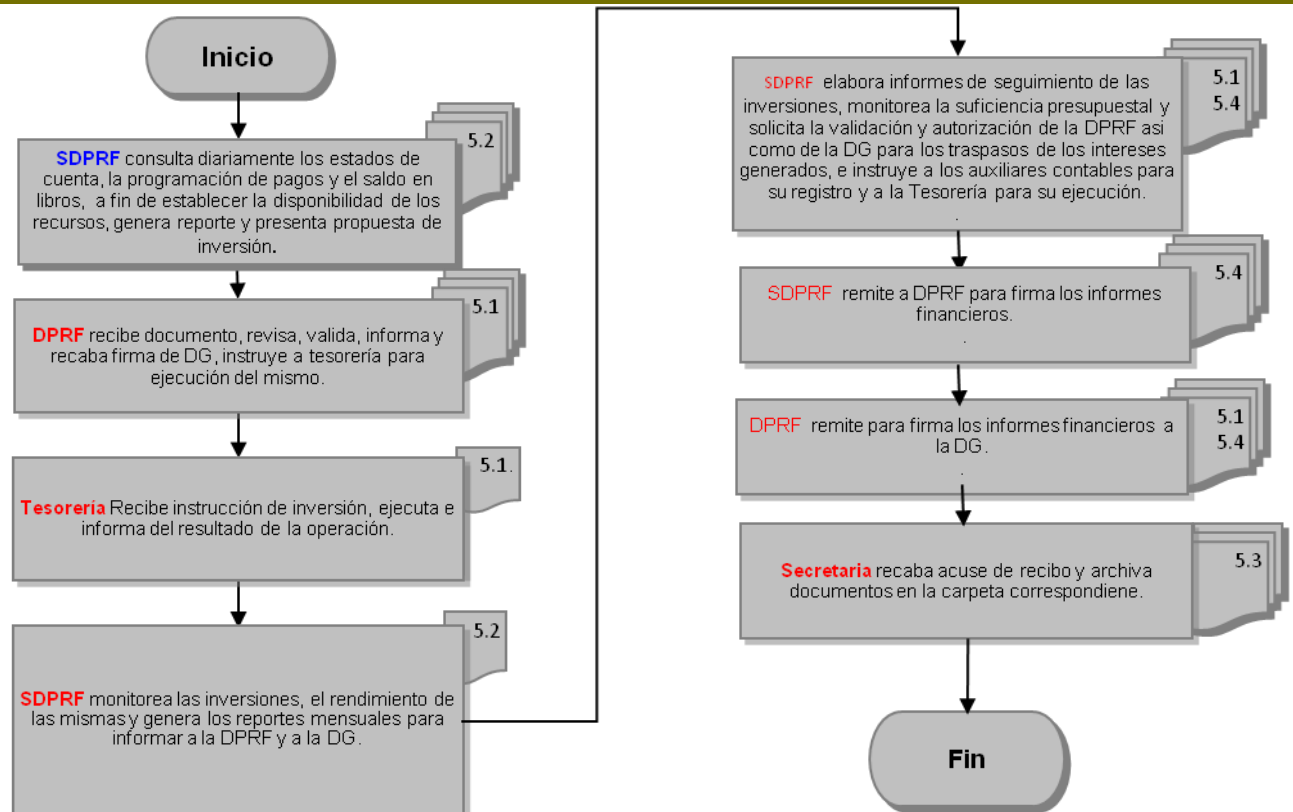 Inicio
5.2
SDPRF consulta diariamente los estados de
cuenta, la programación de pagos y el saldo en
libros, a fin de establecer la disponibilidad de los
recursos, genera reporte y presenta propuesta de
inversión.
5.1
DPRF recibe documento, revisa, valida, informa y
recaba firma de DG, instruye a tesorería para
ejecución del mismo.
5.1.
Tesorería Recibe instrucción de inversión, ejecuta e
informa del resultado de la operación.
5.2
SDPRF monitorea las inversiones, el rendimiento de
las mismas y genera los reportes mensuales para
informar a la DPRF y a la DG.
5.1
5.4
SDPRF elabora informes de seguimiento de las
inversiones, monitorea la suficiencia presupuestal y
solicita la validación y autorización de la DPRF asi
como de la DG para los traspasos de los intereses
generados, e instruye a los auxiliares contables para
su registro y a la Tesorería para su ejecución.
.
5.4
SDPRF remite a DPRF para firma los informes
financieros.
.
5.1
5.4
DPRF remite para firma los informes financieros a
la DG.
.
5.3
Secretaria recaba acuse de recibo y archiva
documentos en la carpeta correspondiene.
Fin